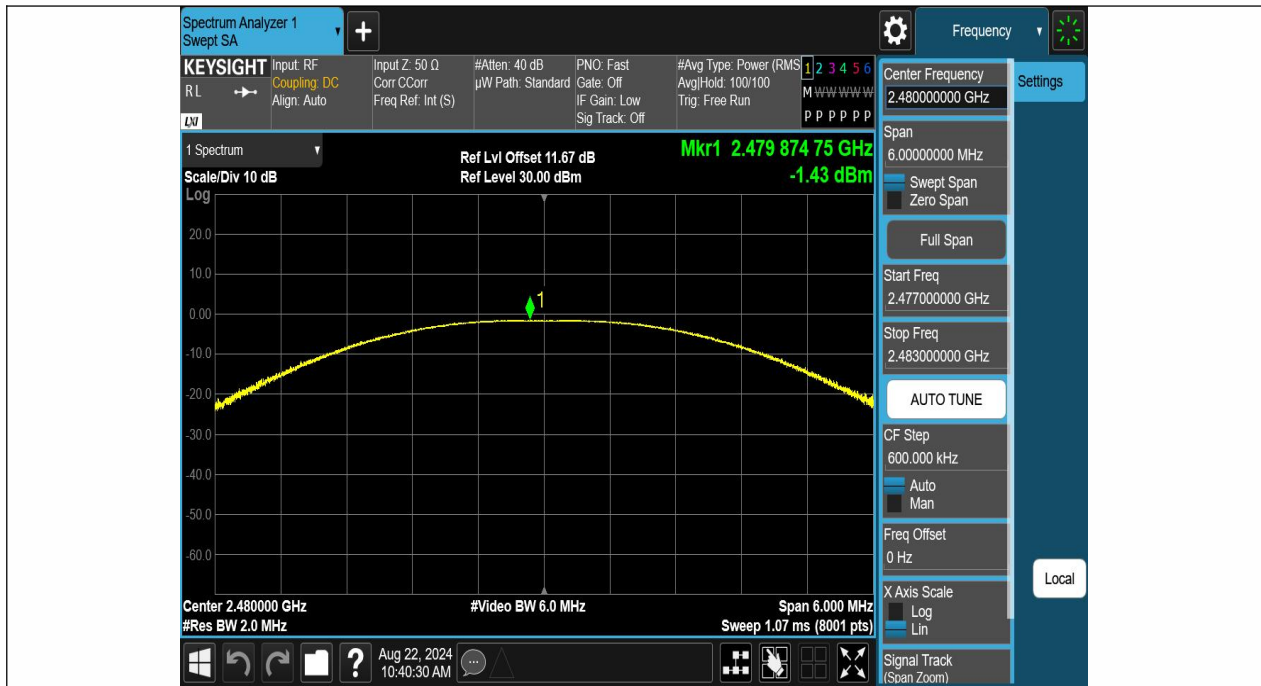 Spectrum Analyzer 1
Swept SA
+
Frequency
KEYSIGHT
RL
LXI
Input: RF
Coupling: DC
Align: Auto
Input Z: 50 Ω
Corr CCorr
Freq Ref: Int (S)
#Atten: 40 dB
µW Path: Standard
PNO: Fast
Gate: Off
IF Gain: Low
Sig Track: Off
#Avg Type: Power (RMS
Avg|Hold: 100/100
Trig: Free Run
1 2 3 4 5 6
M W W W W W
P P P P P P
1 Spectrum
Scale/Div 10 dB
Ref Lvl Offset 11.67 dB
Ref Level 30.00 dBm
Mkr1 2.479 874 75 GHz
-1.43 dBm
Log
20.0
10.0
0.00
-10.0
-20.0
-30.0
-40.0
-50.0
-60.0
1
Center 2.480000 GHz
#Res BW 2.0 MHz
#Video BW 6.0 MHz
Span 6.000 MHz
Sweep 1.07 ms (8001 pts)
?
Aug 22, 2024
10:40:30 AM
Center Frequency
2.480000000 GHz
Settings
Span
6.00000000 MHz
Swept Span
Zero Span
Full Span
Start Freq
2.477000000 GHz
Stop Freq
2.483000000 GHz
AUTO TUNE
CF Step
600.000 kHz
Auto
Man
Freq Offset
0 Hz
X Axis Scale
Log
Lin
Local
Signal Track
(Span Zoom)